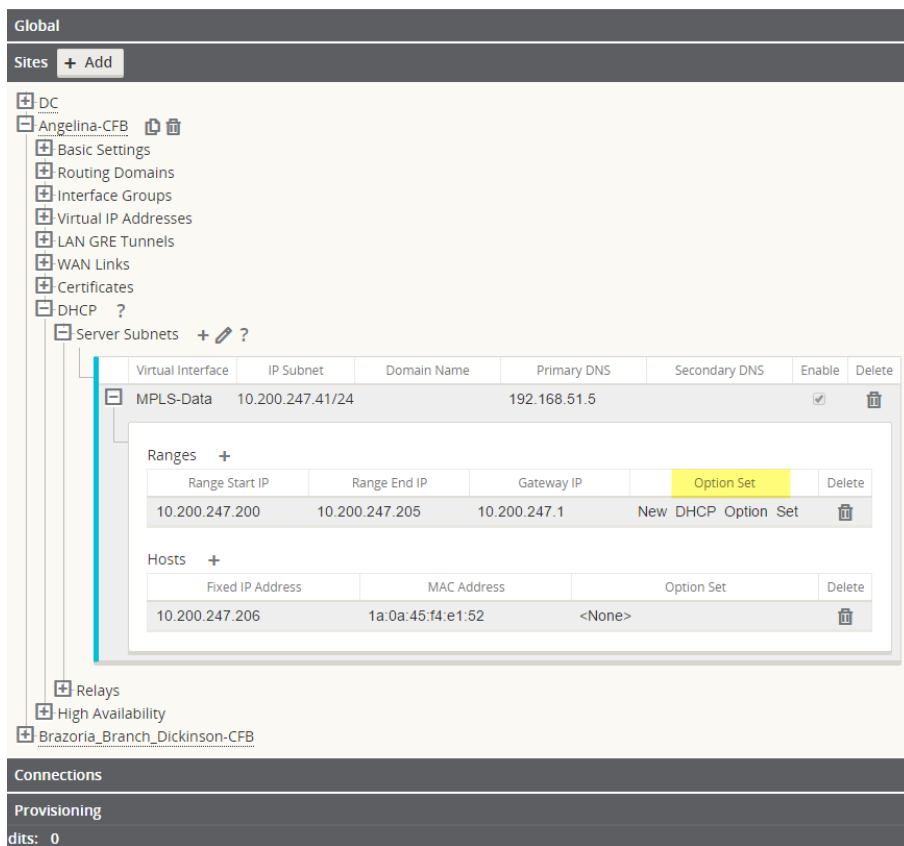 Global
Sites + Add
DC
Angelina-CFB
Basic Settings
Routing Domains
Interface Groups
Virtual IP Addresses
LAN GRE Tunnels
WAN Links
Certificates
DHCP ?
Server Subnets + ?
Virtual Interface IP Subnet Domain Name Primary DNS Secondary DNS Enable Delete
MPLS-Data 10.200.247.41/24 192.168.51.5
Ranges +
Range Start IP Range End IP Gateway IP Option Set Delete
10.200.247.200 10.200.247.205 10.200.247.1 New DHCP Option Set
Hosts +
Fixed IP Address MAC Address Option Set Delete
10.200.247.206 1a:0a:45:f4:e1:52 <None>
Relays
High Availability
Brazoria_Branch_Dickinson-CFB
Connections
Provisioning
dits: 0